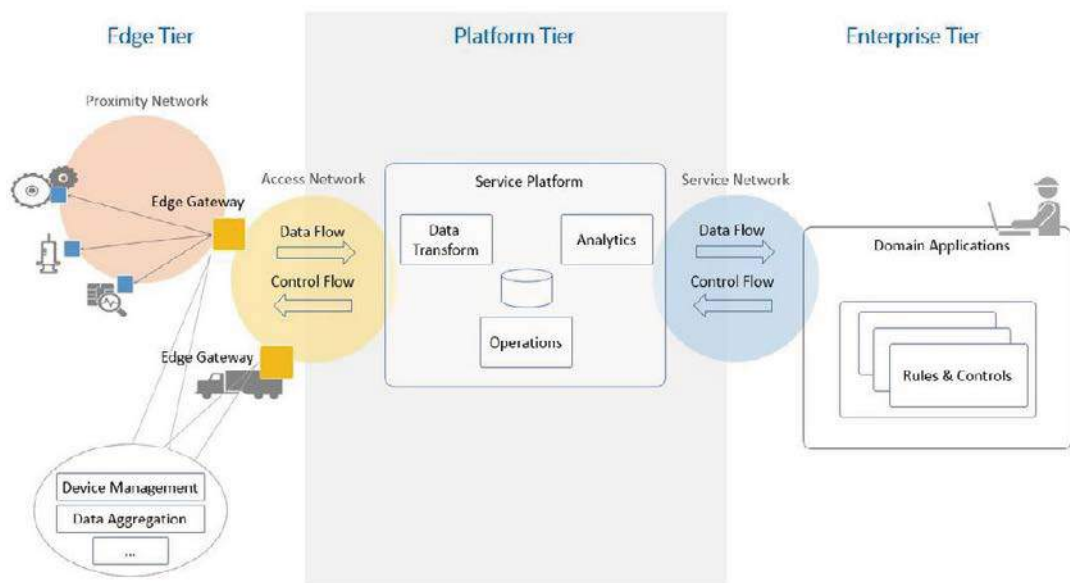 Edge Tier
Platform Tier
Enterprise Tier
Proximity Network
Access Network
Service Platform
Service Network
Edge Gateway
Data Flow
Data
Transform
Analytics
Data Flow
Domain Applications
Control Flow
Control Flow
Operations
Edge Gateway
Rules & Controls
Device Management
Data Aggregation
...